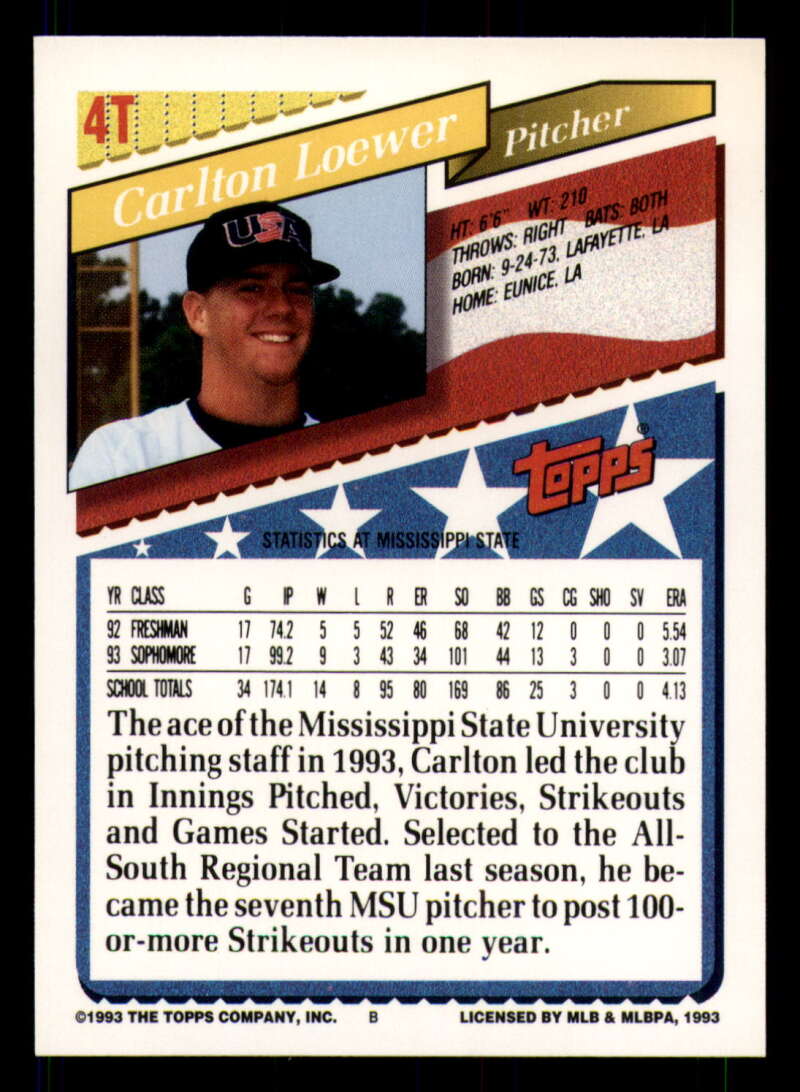 4T
Carlton Loewer
Pitcher
USA
HT: 6'6" WT: 210
THROWS: RIGHT BATS: BOTH
BORN: 9-24-73, LAFAYETTE, LA
HOME: EUNICE, LA
topps®
STATISTICS AT MISSISSIPPI STATE
YR CLASS G IP W L R ER SO BB GS CG SHO SV ERA
92 FRESHMAN 17 74.2 5 5 52 46 68 42 12 0 0 0 5.54
93 SOPHOMORE 17 99.2 9 3 43 34 101 44 13 3 0 0 3.07
SCHOOL TOTALS 34 174.1 14 8 95 80 169 86 25 3 0 0 4.13
The ace of the Mississippi State University
pitching staff in 1993, Carlton led the club
in Innings Pitched, Victories, Strikeouts
and Games Started. Selected to the All-
South Regional Team last season, he be-
came the seventh MSU pitcher to post 100-
or-more Strikeouts in one year.
©1993 THE TOPPS COMPANY, INC. B LICENSED BY MLB & MLBPA, 1993